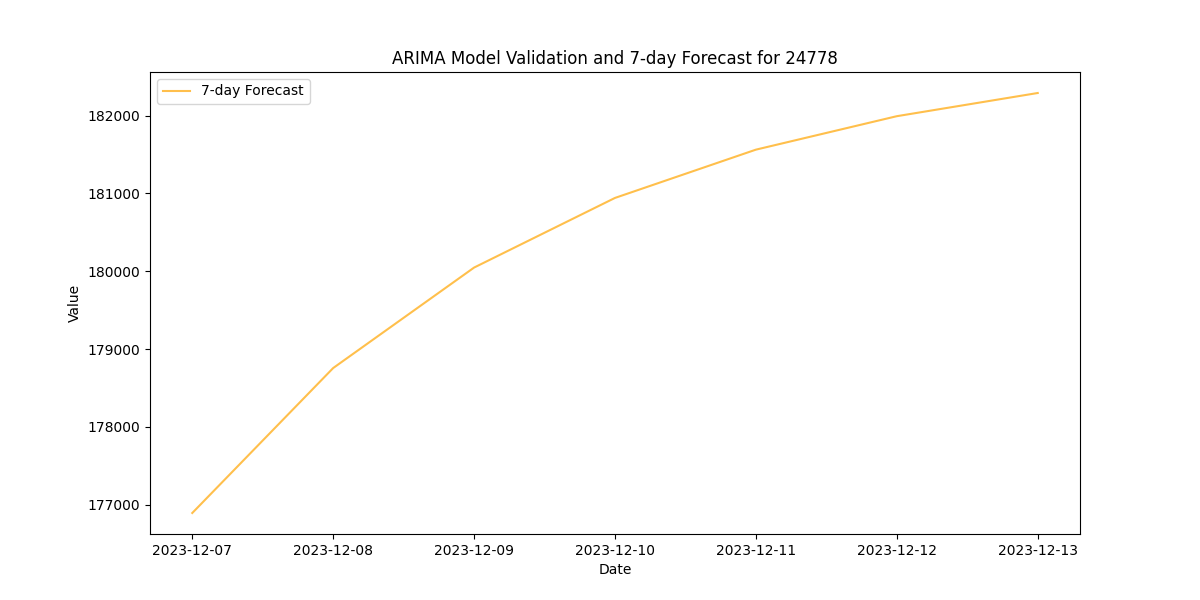 ARIMA Model Validation and 7-day Forecast for 24778
7-day Forecast
182000
181000
180000
179000
178000
177000
Value
2023-12-07 2023-12-08 2023-12-09 2023-12-10 2023-12-11 2023-12-12 2023-12-13
Date